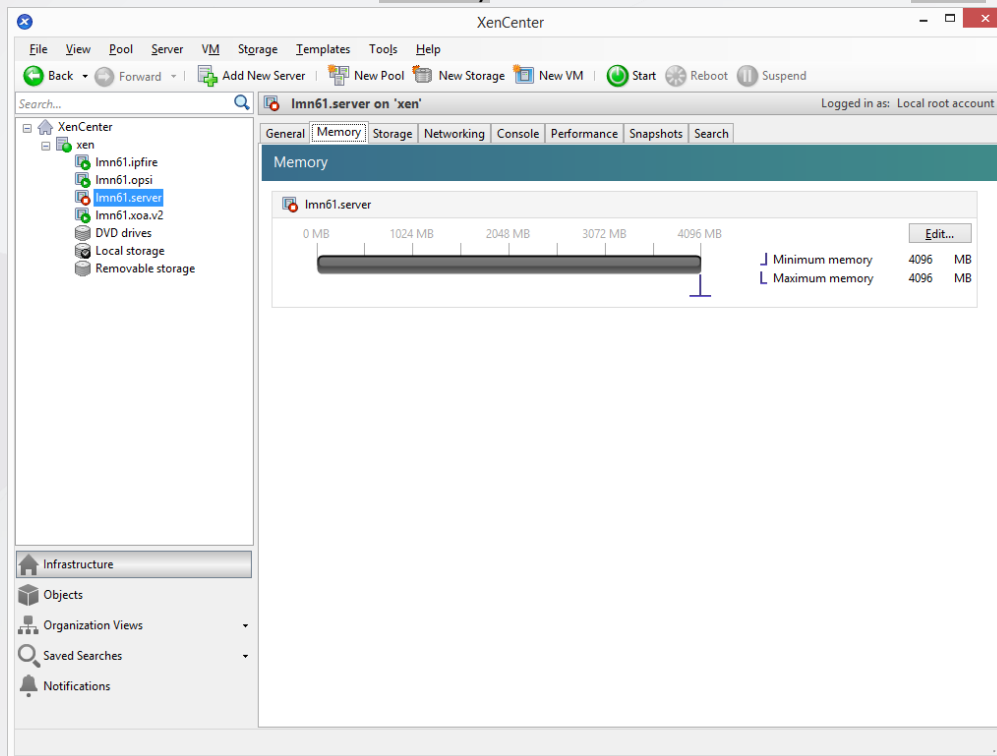 XenCenter
File View Pool Server VM Storage Templates Tools Help
Back Forward Add New Server New Pool New Storage New VM Start Reboot Suspend
Search...
lmn61.server on 'xen' Logged in as: Local root account
XenCenter
xen
lmn61.ipfire
lmn61.opsi
lmn61.server
lmn61.xoa.v2
DVD drives
Local storage
Removable storage
General Memory Storage Networking Console Performance Snapshots Search
Memory
lmn61.server
0 MB 1024 MB 2048 MB 3072 MB 4096 MB
Edit...
Minimum memory 4096 MB
Maximum memory 4096 MB
Infrastructure
Objects
Organization Views
Saved Searches
Notifications